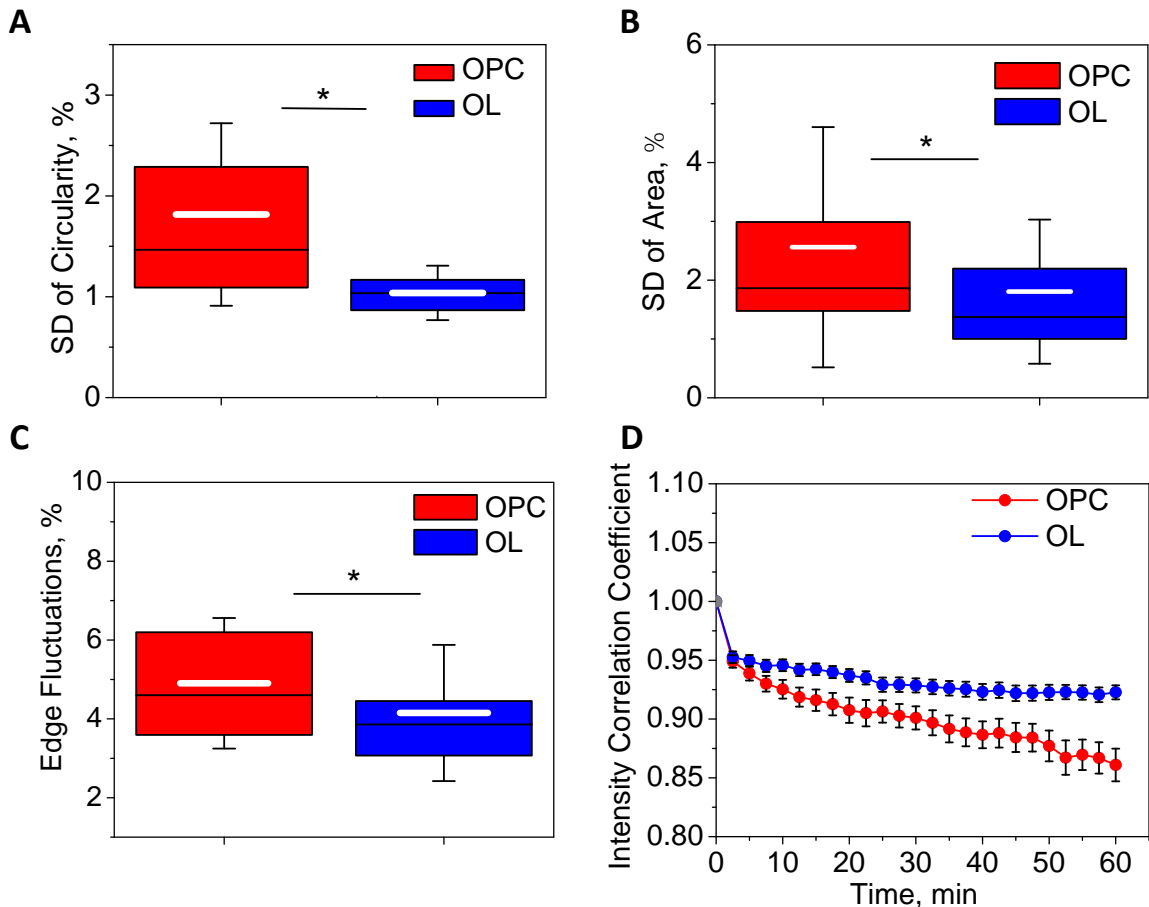 A
SD of Circularity, %
3
2
1
0
OPC
OL
*
B
SD of Area, %
6
4
2
0
OPC
OL
*
C
Edge Fluctuations, %
10
8
6
4
2
OPC
OL
*
D
Intensity Correlation Coefficient
1.10
1.05
1.00
0.95
0.90
0.85
0.80
OPC
OL
0 10 20 30 40 50 60
Time, min